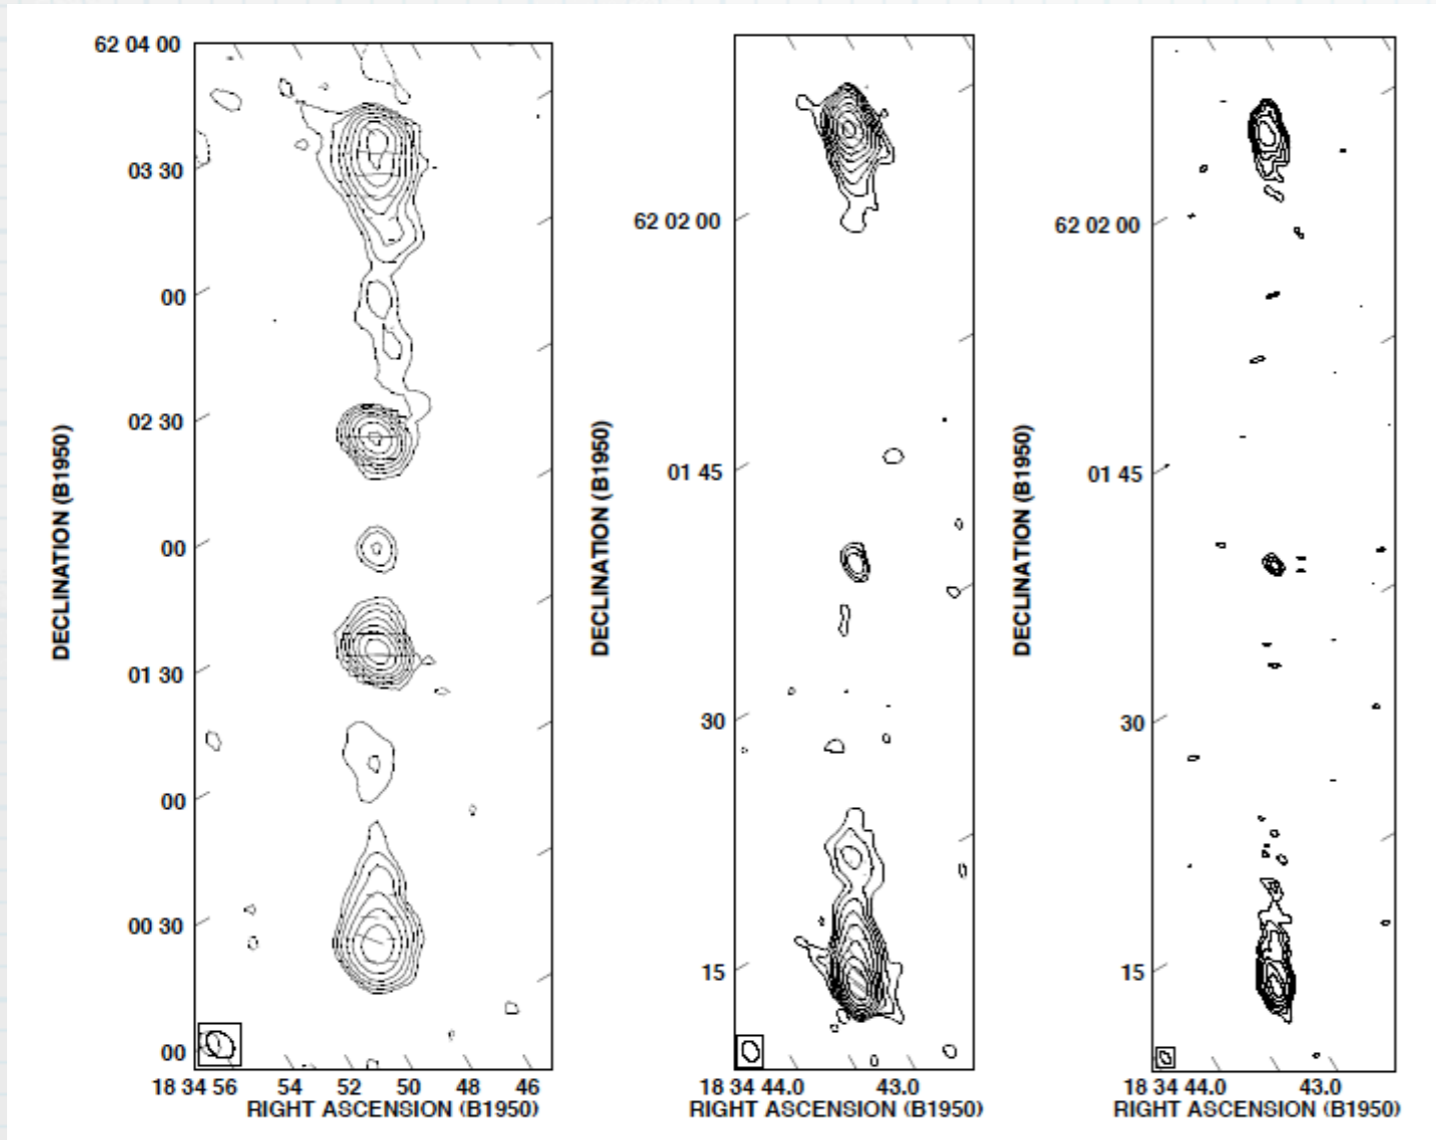 62 04 00
03 30
00
02 30
00
01 30
00
00 30
00
18 34 56 54 52 50 48 46
RIGHT ASCENSION (B1950)
DECLINATION (B1950)
62 02 00
01 45
30
15
18 34 44.0 43.0
RIGHT ASCENSION (B1950)
DECLINATION (B1950)
62 02 00
01 45
30
15
18 34 44.0 43.0
RIGHT ASCENSION (B1950)
DECLINATION (B1950)